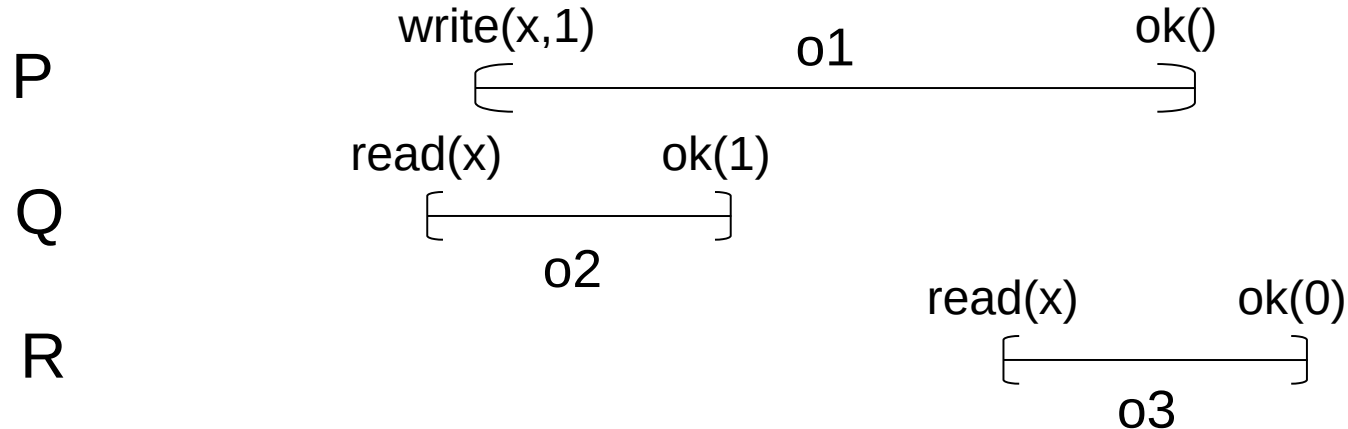 write(x,1) o1 ok()
P
read(x) ok(1)
Q
o2
read(x) ok(0)
R
o3